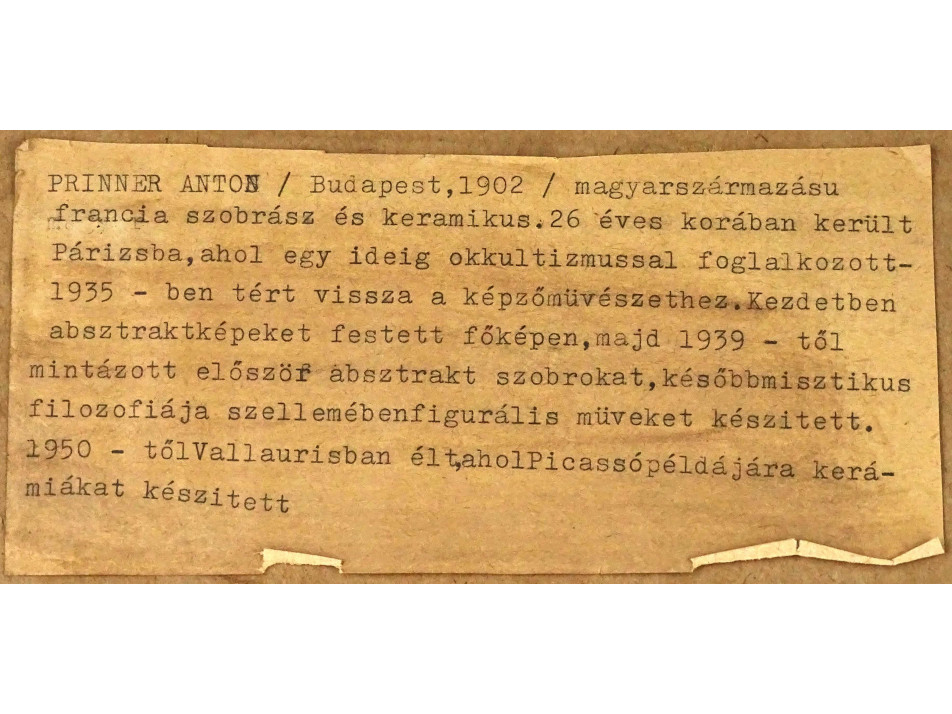 PRINNER ANTON / Budapest,1902 / magyarszármazásu
francia szobrász és keramikus.26 éves korában került
Párizsba,ahol egy ideig okkultizmussal foglalkozott-
1935 - ben tért vissza a képzőmüvészethez.Kezdetben
absztraktképeket festett főképen,majd 1939 - től
mintázott először absztrakt szobrokat,későbbmisztikus
filozofiája szellemébenfigurális müveket készitett.
1950 - tőlVallaurisban élt,aholPicassópéldájára kerá-
miákat készitett